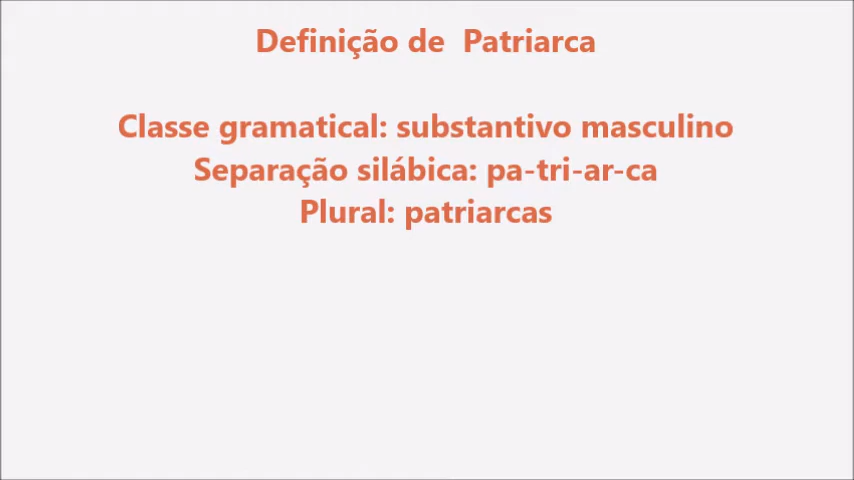 Definição de  Patriarca
Classe gramatical: substantivo masculino
Separação silábica: pa-tri-ar-ca
Plural: patriarcas